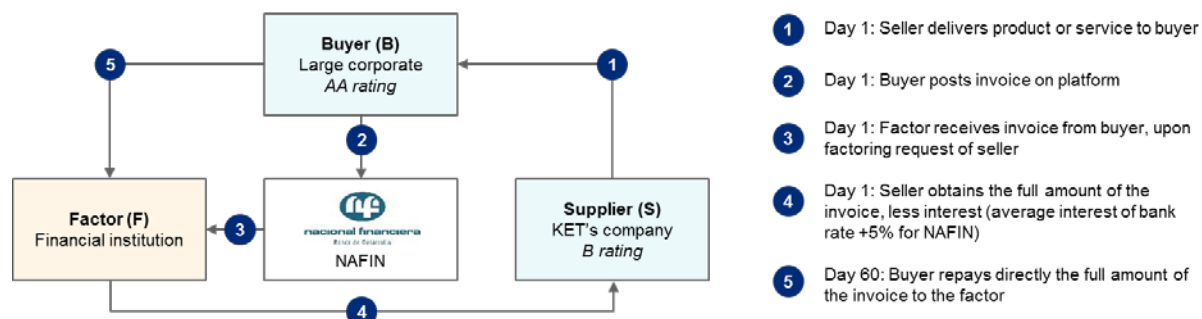 Buyer (B)
Large corporate
AA rating
5
1
2
Factor (F)
Financial institution
3
nacional financiera
Banca de Desarrollo
NAFIN
Supplier (S)
KET's company
B rating
4
1 Day 1: Seller delivers product or service to buyer
2 Day 1: Buyer posts invoice on platform
3 Day 1: Factor receives invoice from buyer, upon
factoring request of seller
4 Day 1: Seller obtains the full amount of the
invoice, less interest (average interest of bank
rate +5% for NAFIN)
5 Day 60: Buyer repays directly the full amount of
the invoice to the factor